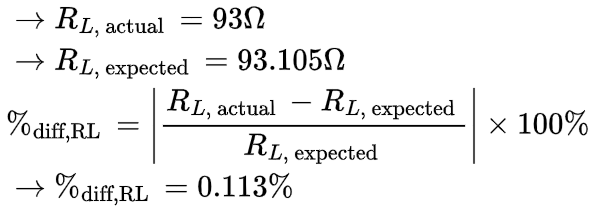 → R_{L, actual} = 93Ω
→ R_{L, expected} = 93.105Ω
%_{diff,RL} = | \frac{R_{L, actual} − R_{L, expected}}{R_{L, expected}} | × 100%
→ %_{diff,RL} = 0.113%